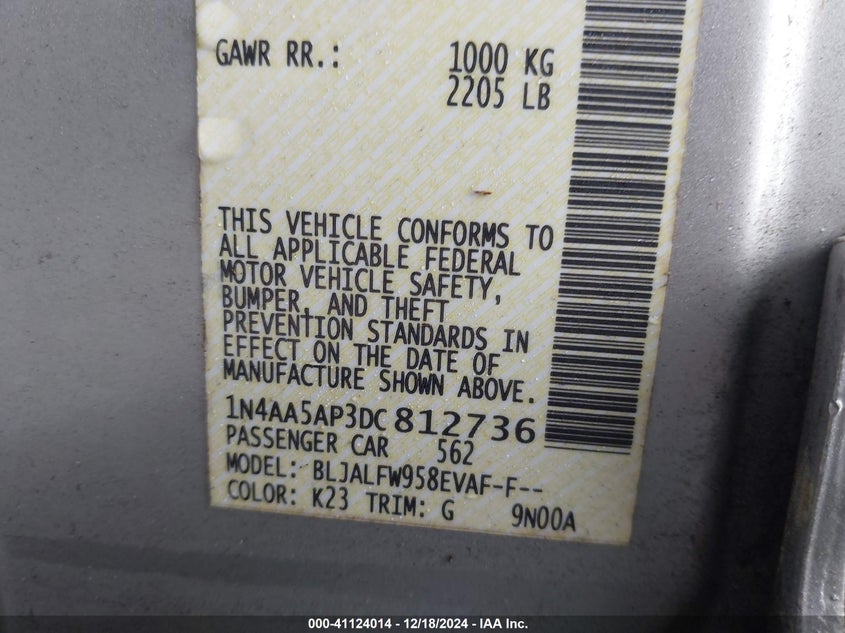 GAWR RR.: 1000 KG
2205 LB
THIS VEHICLE CONFORMS TO
ALL APPLICABLE FEDERAL
MOTOR VEHICLE SAFETY,
BUMPER, AND THEFT
PREVENTION STANDARDS IN
EFFECT ON THE DATE OF
MANUFACTURE SHOWN ABOVE.
1N4AA5AP3DC812736
PASSENGER CAR 562
MODEL: BLJALFW958EVAF-F--
COLOR: K23 TRIM: G 9N00A
000-41124014 - 12/18/2024 - IAA Inc.